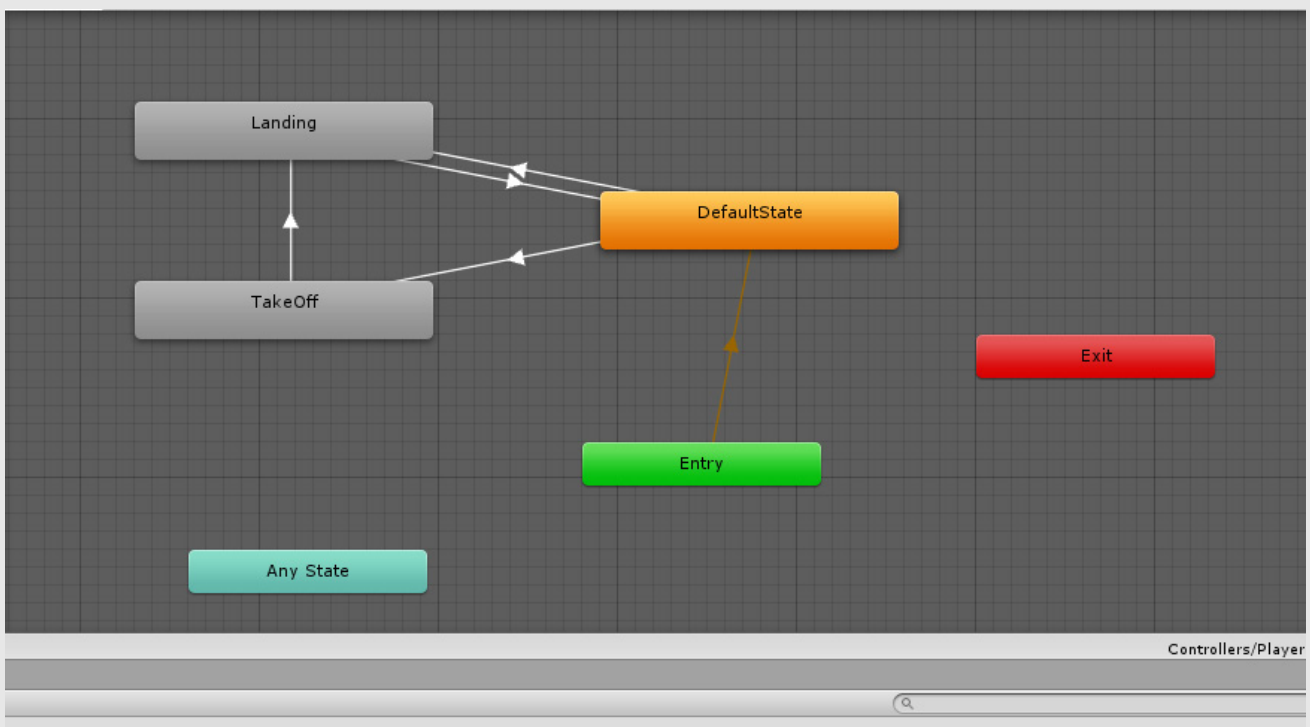 Landing
DefaultState
TakeOff
Exit
Entry
Any State
Controllers/Player